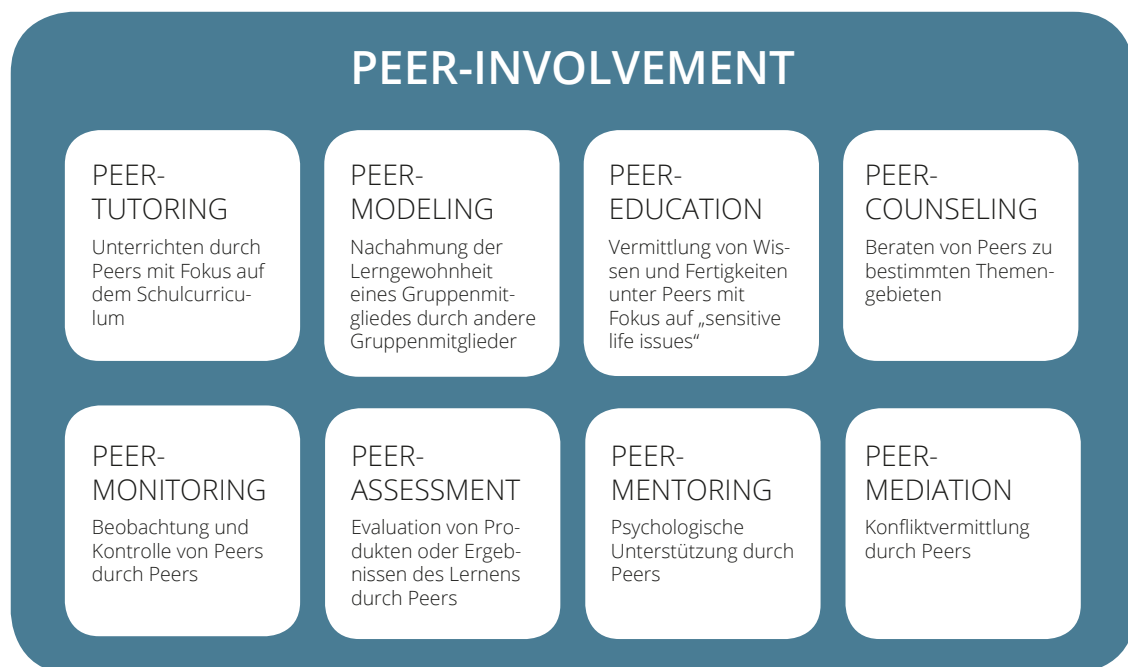 PEER-INVOLVEMENT
PEER-
TUTORING
Unterrichten durch
Peers mit Fokus auf
dem Schulcurricu-
lum
PEER-
MODELING
Nachahmung der
Lerngewohnheit
eines Gruppenmit-
gliedes durch andere
Gruppenmitglieder
PEER-
EDUCATION
Vermittlung von Wis-
sen und Fertigkeiten
unter Peers mit
Fokus auf „sensitive
life issues“
PEER-
COUNSELING
Beraten von Peers zu
bestimmten Themen-
gebieten
PEER-
MONITORING
Beobachtung und
Kontrolle von Peers
durch Peers
PEER-
ASSESSMENT
Evaluation von Pro-
dukten oder Ergeb-
nissen des Lernens
durch Peers
PEER-
MENTORING
Psychologische
Unterstützung durch
Peers
PEER-
MEDIATION
Konfliktvermittlung
durch Peers